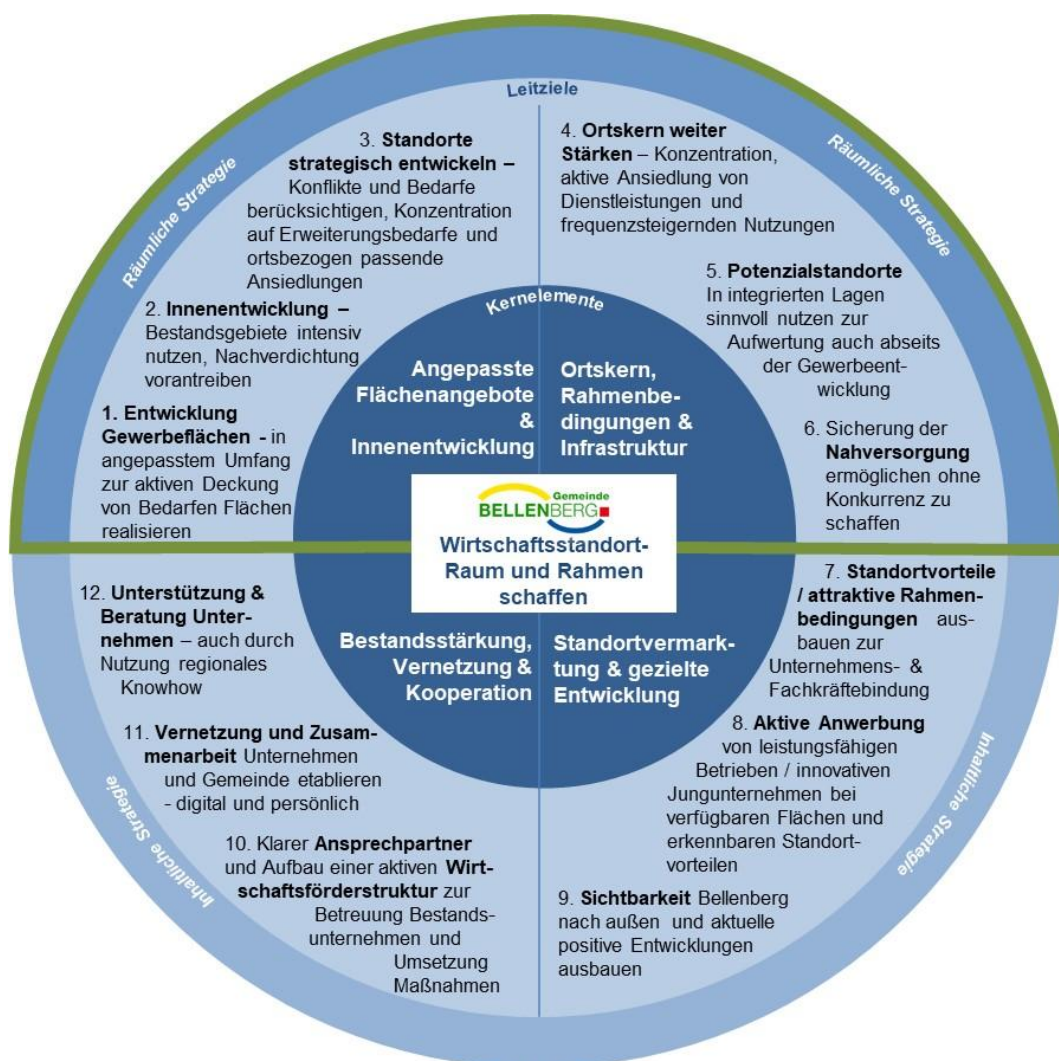 Leitziele
Räumliche Strategie
Räumliche Strategie
3. Standorte
strategisch entwickeln –
Konflikte und Bedarfe
berücksichtigen, Konzentration
auf Erweiterungsbedarfe und
ortsbezogen passende
Ansiedlungen
4. Ortskern weiter
Stärken – Konzentration,
aktive Ansiedlung von
Dienstleistungen und
frequenzsteigernden Nutzungen
2. Innenentwicklung –
Bestandsgebiete intensiv
nutzen, Nachverdichtung
vorantreiben
5. Potenzialstandorte
In integrierten Lagen
sinnvoll nutzen zur
Aufwertung auch abseits
der Gewerbeent-
wicklung
1. Entwicklung
Gewerbeflächen - in
angepasstem Umfang
zur aktiven Deckung
von Bedarfen Flächen
realisieren
6. Sicherung der
Nahversorgung
ermöglichen ohne
Konkurrenz zu
schaffen
Kernelemente
Angepasste
Flächenangebote
&
Innenentwicklung
Ortskern,
Rahmenbe-
dingungen &
Infrastruktur
Gemeinde
BELLENBERG
Wirtschaftsstandort-
Raum und Rahmen
schaffen
Bestandsstärkung,
Vernetzung &
Kooperation
Standortvermark-
tung & gezielte
Entwicklung
12. Unterstützung &
Beratung Unter-
nehmen – auch durch
Nutzung regionales
Knowhow
7. Standortvorteile
/ attraktive Rahmen-
bedingungen aus-
bauen zur
Unternehmens- &
Fachkräftebindung
11. Vernetzung und Zusam-
menarbeit Unternehmen
und Gemeinde etablieren
- digital und persönlich
8. Aktive Anwerbung
von leistungsfähigen
Betrieben / innovativen
Jungunternehmen bei
verfügbaren Flächen und
erkennbaren Standort-
vorteilen
10. Klarer Ansprechpartner
und Aufbau einer aktiven Wirt-
schaftsförderstruktur zur
Betreuung Bestands-
unternehmen und
Umsetzung
Maßnahmen
9. Sichtbarkeit Bellenberg
nach außen und aktuelle
positive Entwicklungen
ausbauen
Inhaltliche Strategie
Inhaltliche Strategie